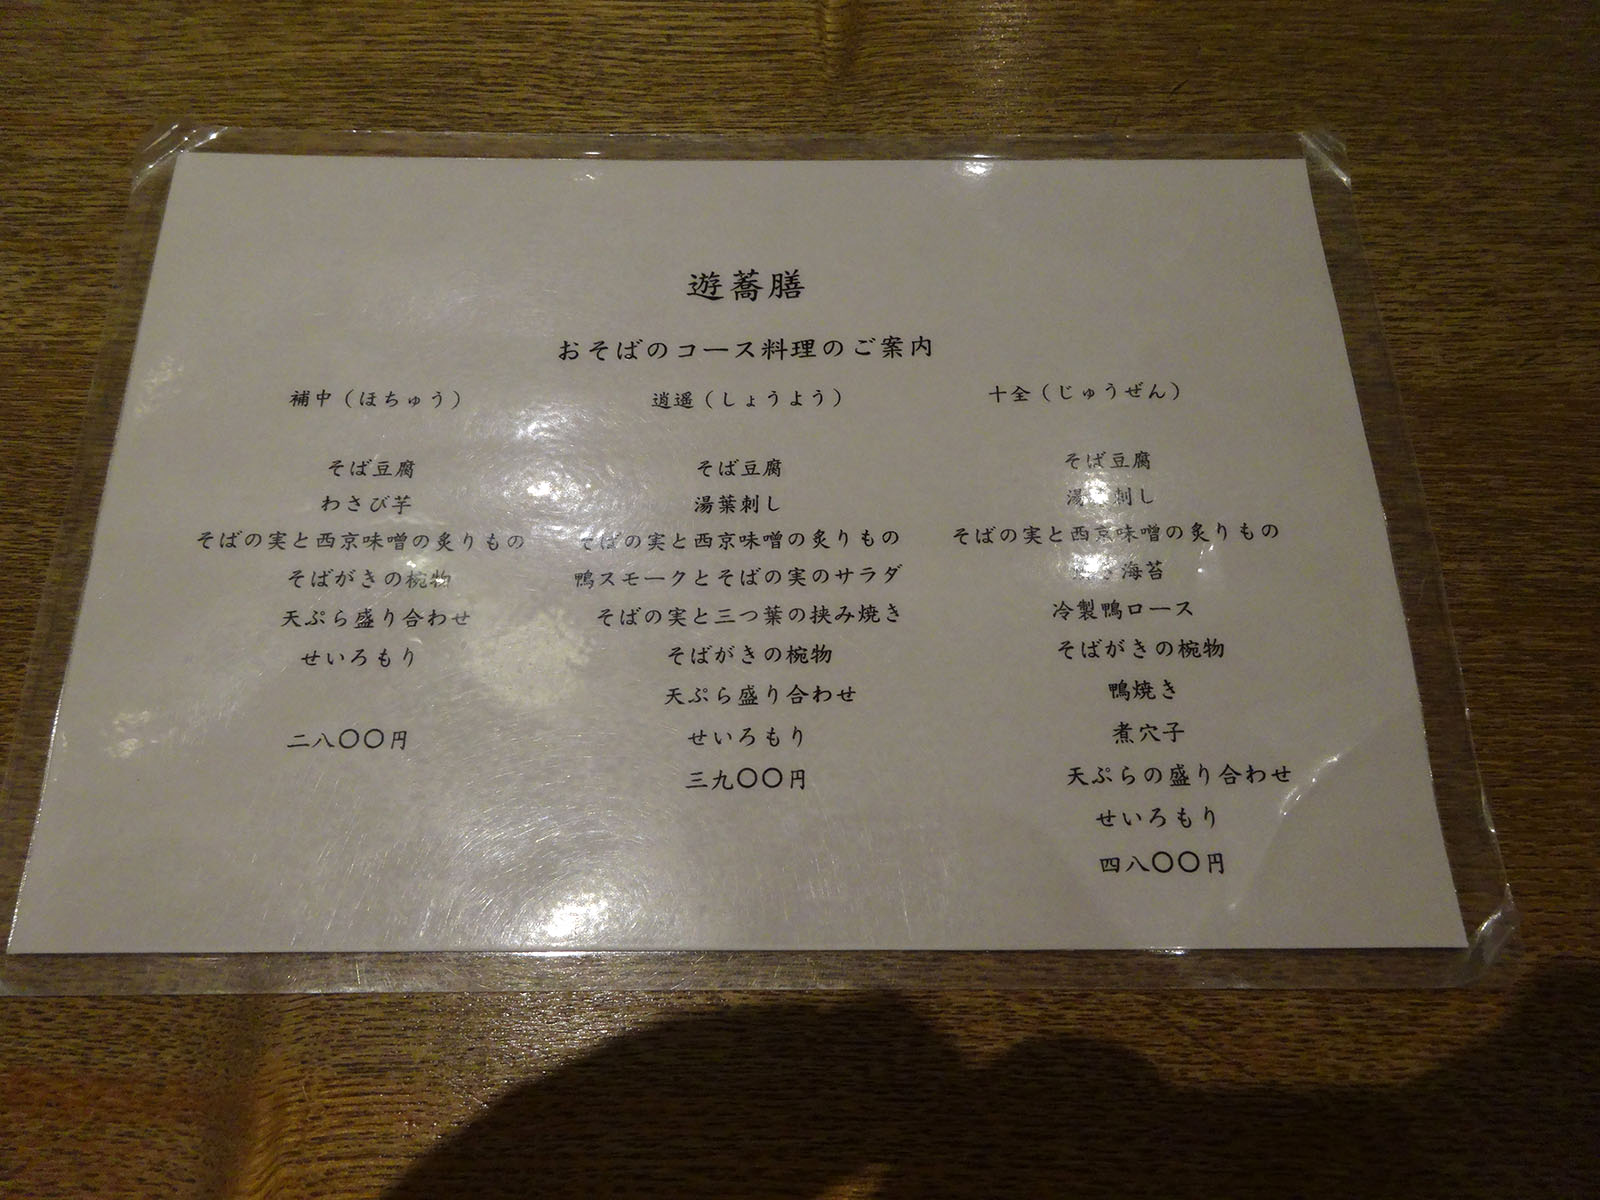 遊蕎膳
おそばのコース料理のご案内
補中（ほちゅう）
そば豆腐
わさび芋
そばの実と西京味噌の炙りもの
そばがきの椀物
天ぷら盛り合わせ
せいろもり
二八〇〇円
逍遥（しょうよう）
そば豆腐
湯葉刺し
そばの実と西京味噌の炙りもの
鴨スモークとそばの実のサラダ
そばの実と三つ葉の挟み焼き
そばがきの椀物
天ぷら盛り合わせ
せいろもり
三九〇〇円
十全（じゅうぜん）
そば豆腐
湯葉刺し
そばの実と西京味噌の炙りもの
海苔
冷製鴨ロース
そばがきの椀物
鴨焼き
煮穴子
天ぷらの盛り合わせ
せいろもり
四八〇〇円